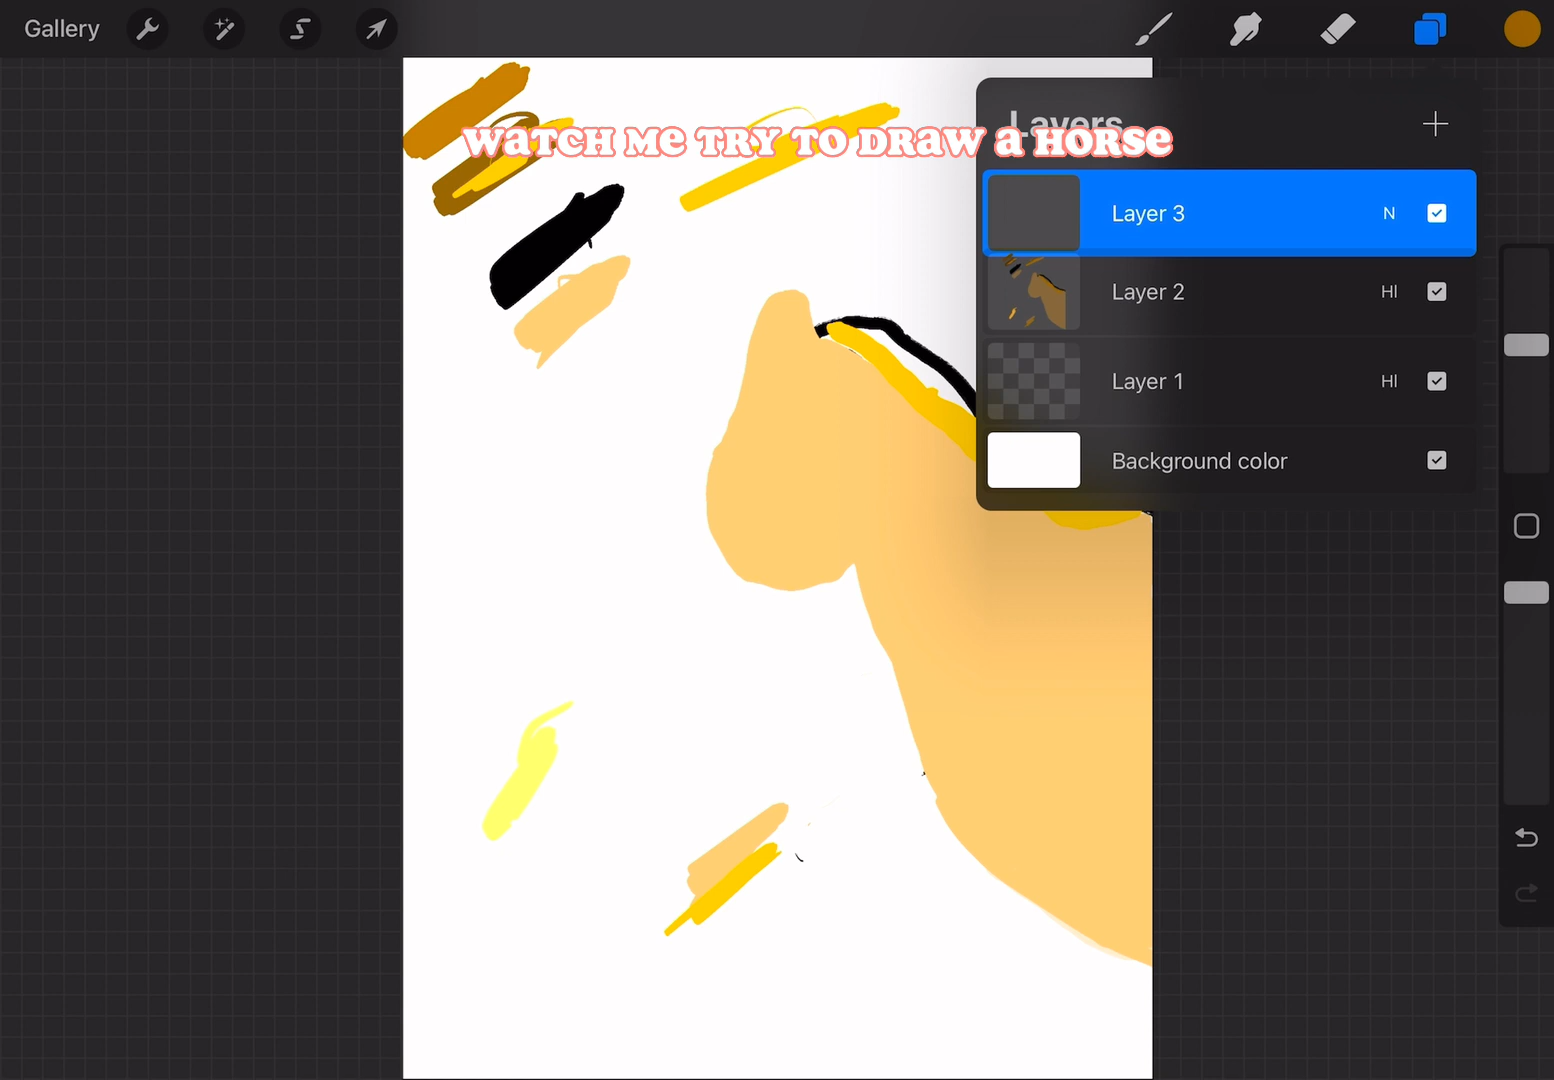 Gallery
Layers
WATCH ME TRY TO DRAW A HORSE
Layer 3 N
Layer 2 HI
Layer 1 HI
Background color